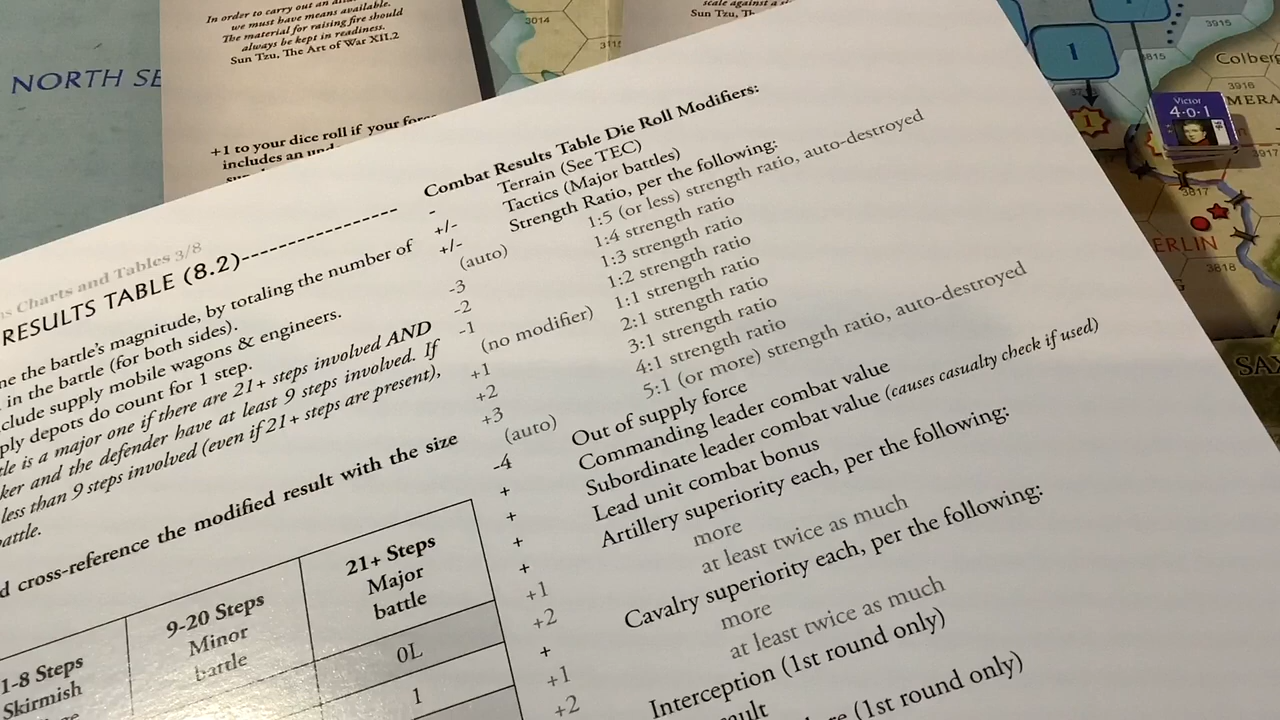 In order to carry out an
we must have means available.
The material for raising fire should
always be kept in readiness.
Sun Tzu, The Art of War XII.2
+1 to your dice roll if your
includes an
scale against a
Sun Tzu,
NORTH
3014
3915
3916
Colberg
MERA
3917
3817
3818
1
1
Victor
4-0-1
ERLIN
SAX
Charts and Tables 3/8
RESULTS TABLE (8.2)
the battle's magnitude, by totaling the number of
in the battle (for both sides).
supply mobile wagons & engineers.
depots do count for 1 step.
is a major one if there are 21+ steps involved AND
and the defender have at least 9 steps involved. If
less than 9 steps involved (even if 21+ steps are present),
cross-reference the modified result with the size
1-8 Steps
Skirmish
9-20 Steps
Minor
battle
21+ Steps
Major
battle
0L
1
Combat Results Table Die Roll Modifiers:
- Terrain (See TEC)
+/- Tactics (Major battles)
+/- Strength Ratio, per the following:
(auto) 1:5 (or less) strength ratio, auto-destroyed
-3 1:4 strength ratio
-2 1:3 strength ratio
-1 1:2 strength ratio
(no modifier) 1:1 strength ratio
+1 2:1 strength ratio
+2 3:1 strength ratio
+3 4:1 strength ratio
(auto) 5:1 (or more) strength ratio, auto-destroyed
-4 Out of supply force
+ Commanding leader combat value
+ Subordinate leader combat value (causes casualty check if used)
+ Lead unit combat bonus
+ Artillery superiority each, per the following:
+1 more
+2 at least twice as much
+ Cavalry superiority each, per the following:
+1 more
+2 at least twice as much
Interception (1st round only)
(1st round only)